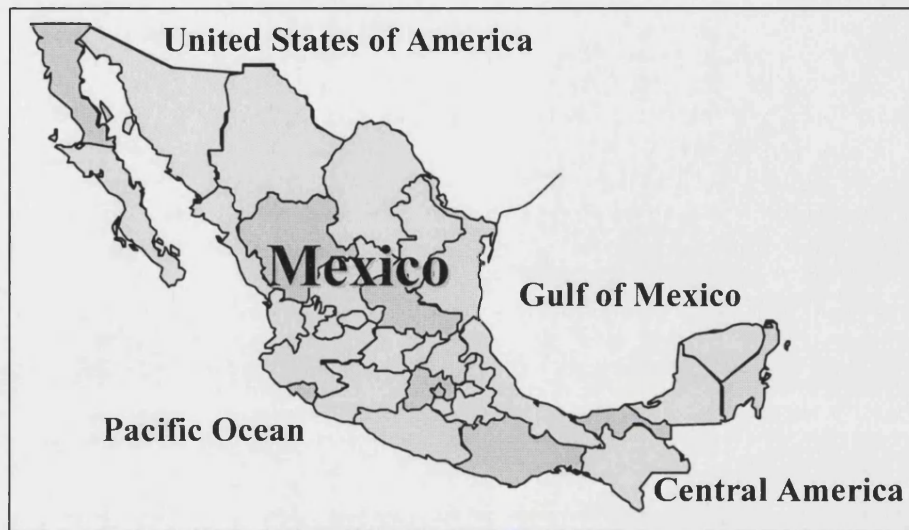 United States of America
Mexico
Gulf of Mexico
Pacific Ocean
Central America